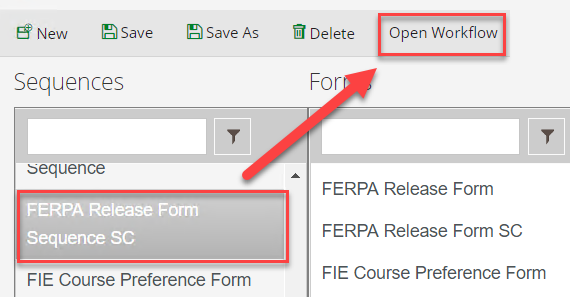 New Save Save As Delete Open Workflow
Sequences
Sequence
FERPA Release Form
Sequence SC
FIE Course Preference Form
FERPA Release Form
FERPA Release Form SC
FIE Course Preference Form